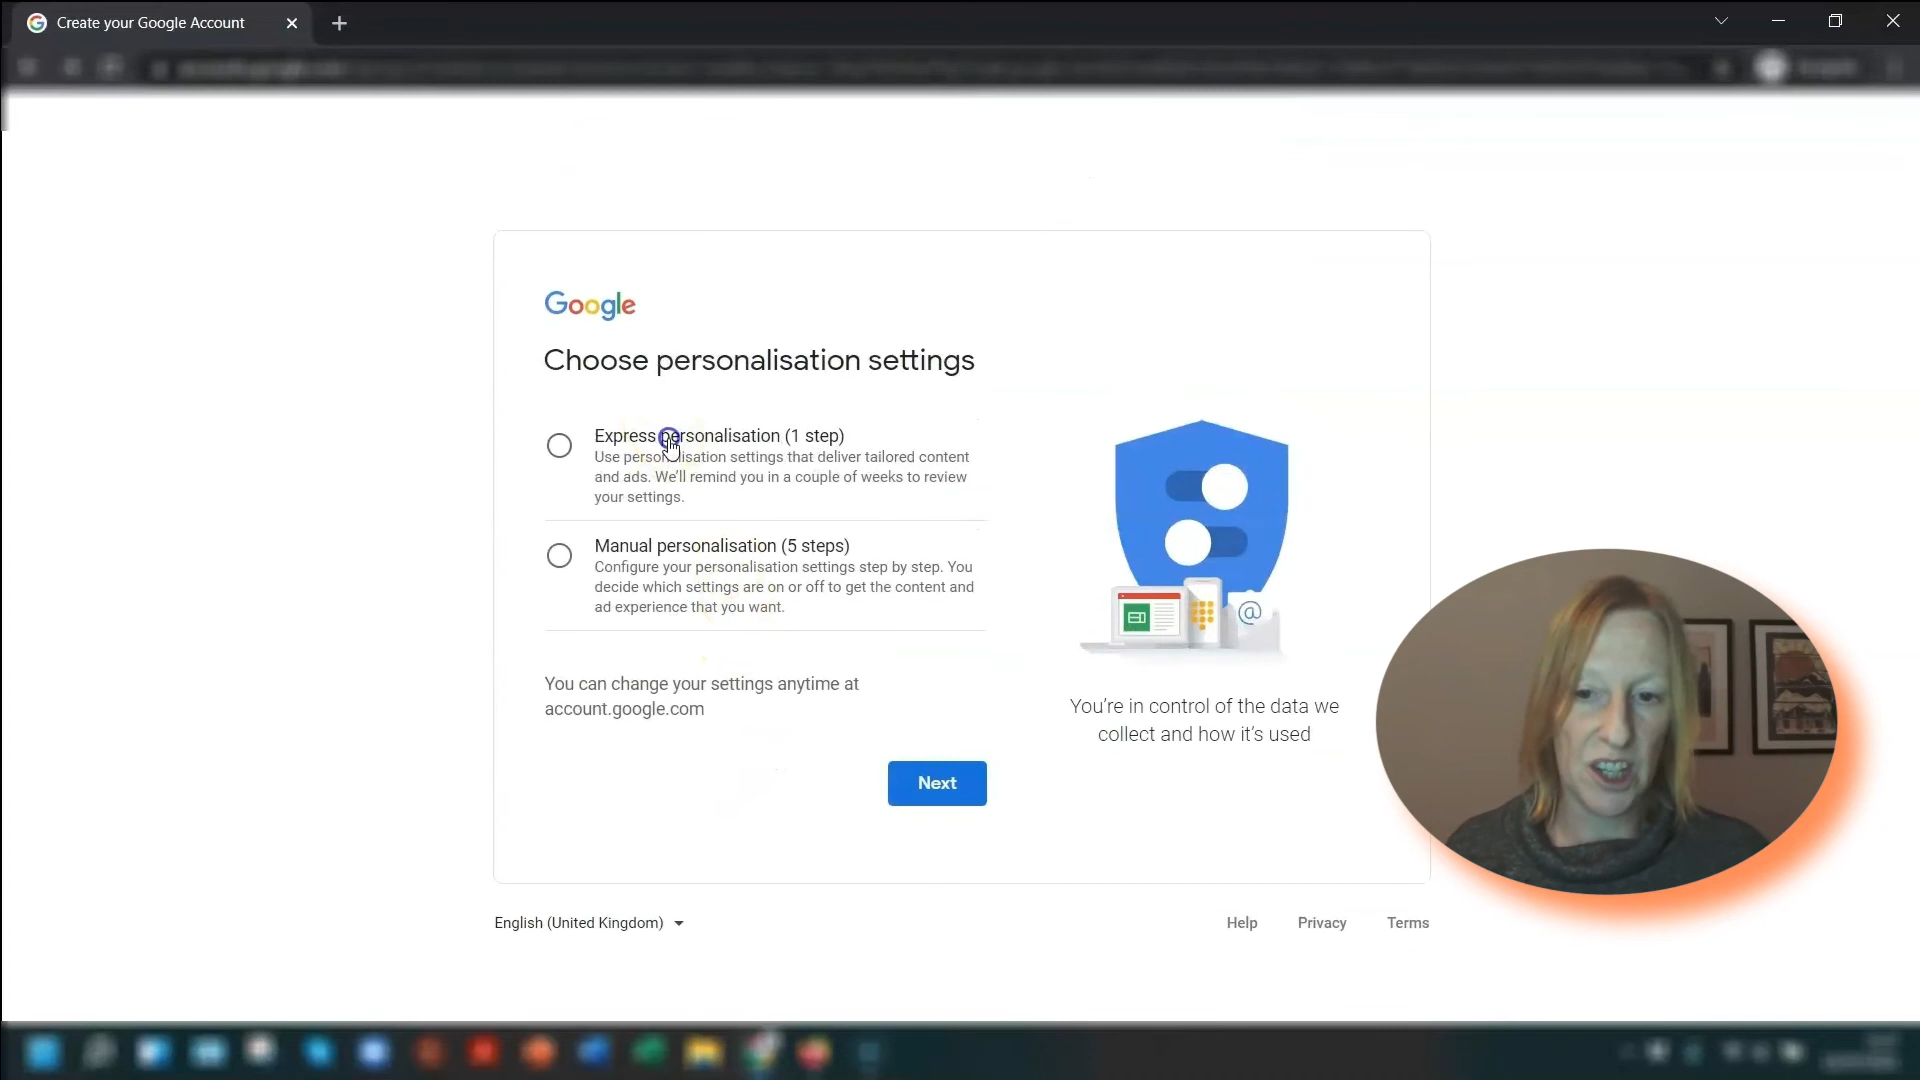 Create your Google Account
Google
Choose personalisation settings
Express personalisation (1 step)
Use personalisation settings that deliver tailored content
and ads. We'll remind you in a couple of weeks to review
your settings.
Manual personalisation (5 steps)
Configure your personalisation settings step by step. You
decide which settings are on or off to get the content and
ad experience that you want.
You can change your settings anytime at
account.google.com
Next
@
You're in control of the data we
collect and how it's used
English (United Kingdom)
Help Privacy Terms